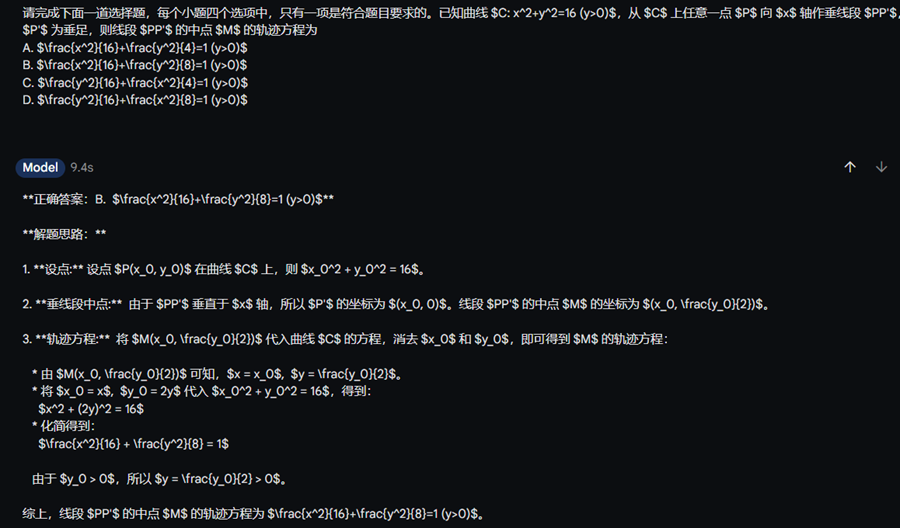 请完成下面一道选择题，每个小题四个选项中，只有一项是符合题目要求的。已知曲线 $C: x^2+y^2=16 (y>0)$，从 $C$ 上任意一点 $P$ 向 $x$ 轴作垂线段 $PP'$，
$P'$ 为垂足，则线段 $PP'$ 的中点 $M$ 的轨迹方程为
A. $\frac{x^2}{16}+\frac{y^2}{4}=1 (y>0)$
B. $\frac{x^2}{16}+\frac{y^2}{8}=1 (y>0)$
C. $\frac{y^2}{16}+\frac{x^2}{4}=1 (y>0)$
D. $\frac{y^2}{16}+\frac{x^2}{8}=1 (y>0)$
Model 9.4s
**正确答案：B. $\frac{x^2}{16}+\frac{y^2}{8}=1 (y>0)$**
**解题思路：**
1. **设点:** 设点 $P(x_0, y_0)$ 在曲线 $C$ 上，则 $x_0^2 + y_0^2 = 16$。
2. **垂线段中点:** 由于 $PP'$ 垂直于 $x$ 轴，所以 $P'$ 的坐标为 $(x_0, 0)$。线段 $PP'$ 的中点 $M$ 的坐标为 $(x_0, \frac{y_0}{2})$。
3. **轨迹方程:** 将 $M(x_0, \frac{y_0}{2})$ 代入曲线 $C$ 的方程，消去 $x_0$ 和 $y_0$，即可得到 $M$ 的轨迹方程：
* 由 $M(x_0, \frac{y_0}{2})$ 可知，$x = x_0$，$y = \frac{y_0}{2}$。
* 将 $x_0 = x$，$y_0 = 2y$ 代入 $x_0^2 + y_0^2 = 16$，得到：
$x^2 + (2y)^2 = 16$
* 化简得到：
$\frac{x^2}{16} + \frac{y^2}{8} = 1$
由于 $y_0 > 0$，所以 $y = \frac{y_0}{2} > 0$。
综上，线段 $PP'$ 的中点 $M$ 的轨迹方程为 $\frac{x^2}{16}+\frac{y^2}{8}=1 (y>0)$。